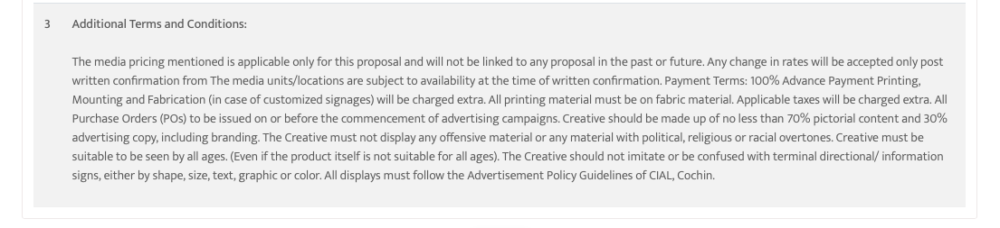 3 Additional Terms and Conditions:
The media pricing mentioned is applicable only for this proposal and will not be linked to any proposal in the past or future. Any change in rates will be accepted only post
written confirmation from The media units/locations are subject to availability at the time of written confirmation. Payment Terms: 100% Advance Payment Printing,
Mounting and Fabrication (in case of customized signages) will be charged extra. All printing material must be on fabric material. Applicable taxes will be charged extra. All
Purchase Orders (POs) to be issued on or before the commencement of advertising campaigns. Creative should be made up of no less than 70% pictorial content and 30%
advertising copy, including branding. The Creative must not display any offensive material or any material with political, religious or racial overtones. Creative must be
suitable to be seen by all ages. (Even if the product itself is not suitable for all ages). The Creative should not imitate or be confused with terminal directional/ information
signs, either by shape, size, text, graphic or color. All displays must follow the Advertisement Policy Guidelines of CIAL, Cochin.